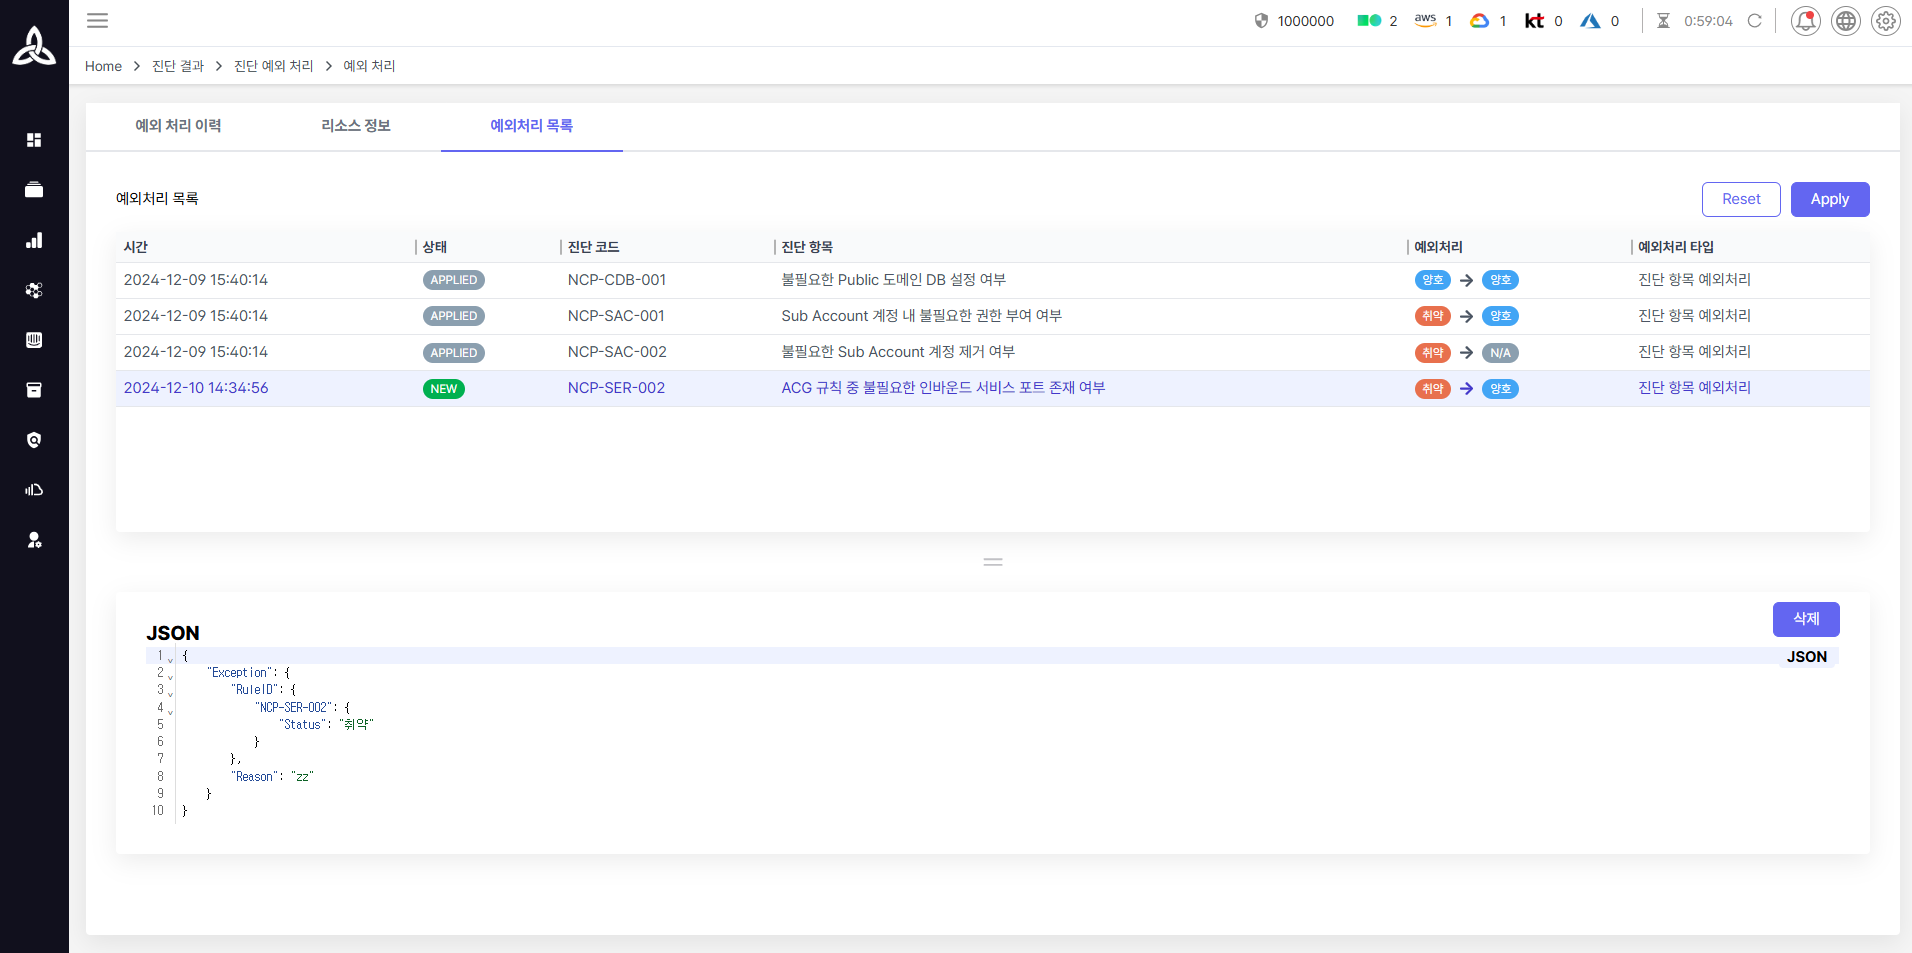 1000000 2 aws 1 1 kt 0 0 0:59:04
Home > 진단 결과 > 진단 예외 처리 > 예외 처리
예외 처리 이력 리소스 정보 예외처리 목록
예외처리 목록 Reset Apply
시간 상태 진단 코드 진단 항목 예외처리 예외처리 타입
2024-12-09 15:40:14 APPLIED NCP-CDB-001 불필요한 Public 도메인 DB 설정 여부 양호 → 양호 진단 항목 예외처리
2024-12-09 15:40:14 APPLIED NCP-SAC-001 Sub Account 계정 내 불필요한 권한 부여 여부 취약 → 양호 진단 항목 예외처리
2024-12-09 15:40:14 APPLIED NCP-SAC-002 불필요한 Sub Account 계정 제거 여부 취약 → N/A 진단 항목 예외처리
2024-12-10 14:34:56 NEW NCP-SER-002 ACG 규칙 중 불필요한 인바운드 서비스 포트 존재 여부 취약 → 양호 진단 항목 예외처리
삭제
JSON
1 { JSON
2 "Exception": {
3 "RuleID": {
4 "NCP-SER-002": {
5 "Status": "취약"
6 }
7 },
8 "Reason": "zz"
9 }
10 }